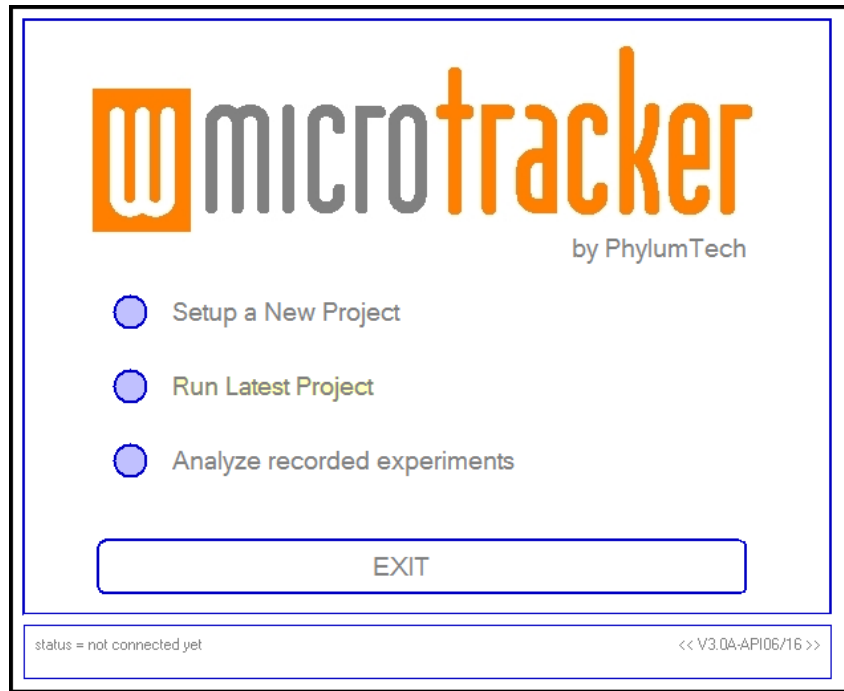 w microtracker
by PhylumTech
Setup a New Project
Run Latest Project
Analyze recorded experiments
EXIT
status = not connected yet
<< V3.0A-API06/16 >>